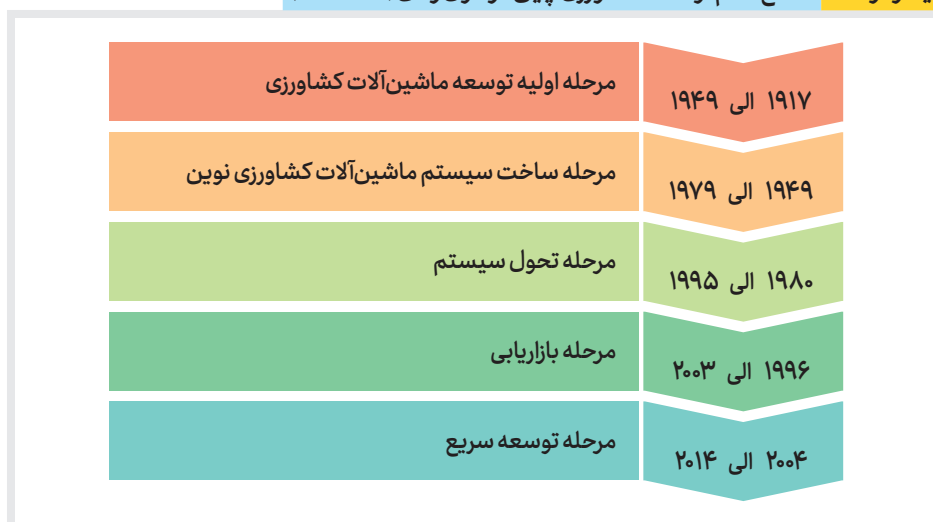 ۱۹۱۷ الی ۱۹۴۹
مرحله اولیه توسعه ماشین‌آلات کشاورزی
۱۹۴۹ الی ۱۹۷۹
مرحله ساخت سیستم ماشین‌آلات کشاورزی نوین
۱۹۸۰ الی ۱۹۹۵
مرحله تحول سیستم
۱۹۹۶ الی ۲۰۰۳
مرحله بازاریابی
۲۰۰۴ الی ۲۰۱۴
مرحله توسعه سریع